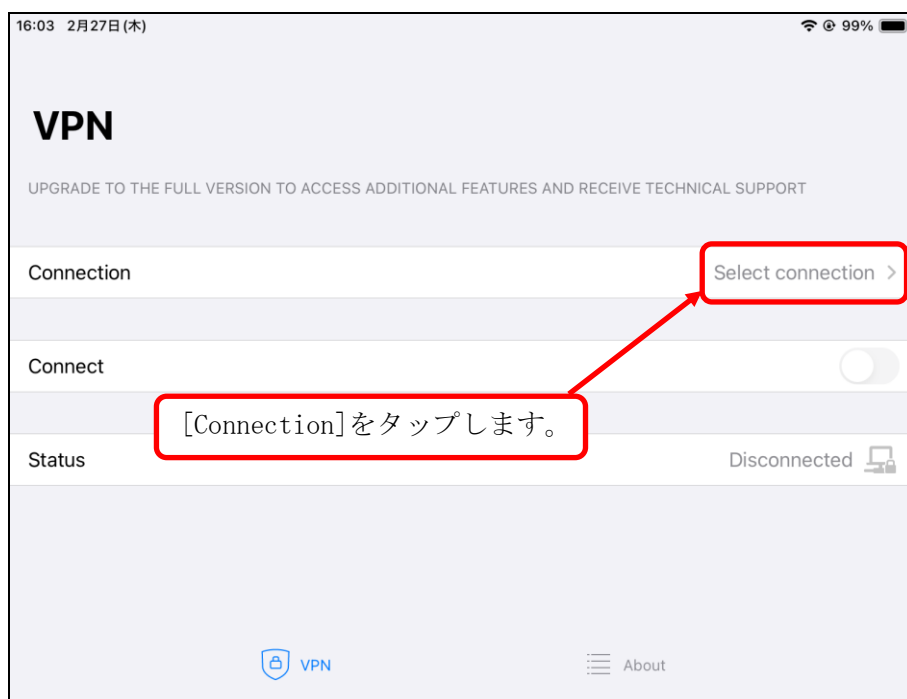 16:03 2月27日(木)
99%
VPN
UPGRADE TO THE FULL VERSION TO ACCESS ADDITIONAL FEATURES AND RECEIVE TECHNICAL SUPPORT
Connection
Select connection >
Connect
[Connection]をタップします。
Status
Disconnected
VPN
About